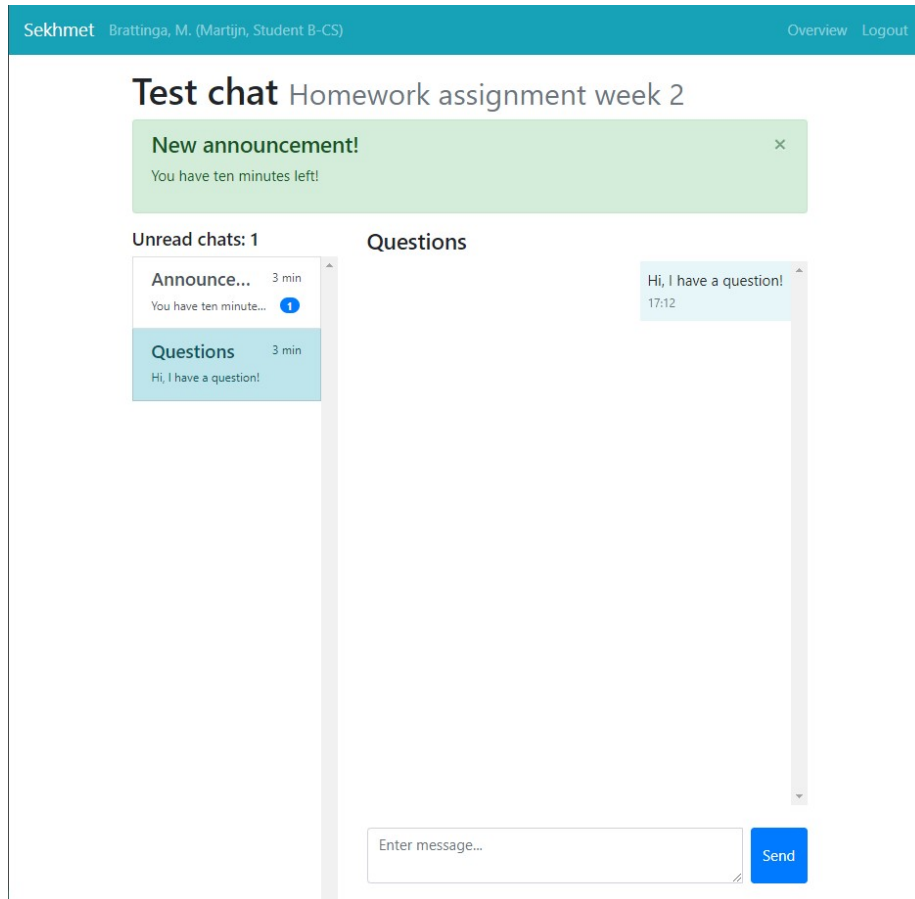 Sekhmet Brattinga, M. (Martijn, Student B-CS) Overview Logout
Test chat Homework assignment week 2
New announcement! ×
You have ten minutes left!
Unread chats: 1
Announce... 3 min
You have ten minute... 1
Questions 3 min
Hi, I have a question!
Questions
Hi, I have a question!
17:12
Enter message...
Send